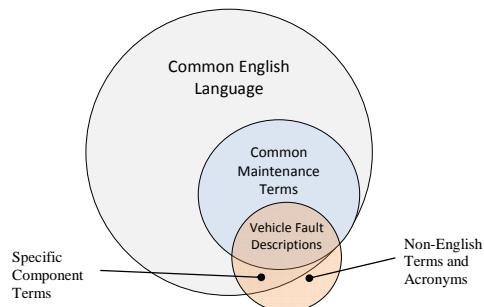 Common English
Language
Common
Maintenance
Terms
Vehicle Fault
Descriptions
Specific
Component
Terms
Non-English
Terms and
Acronyms